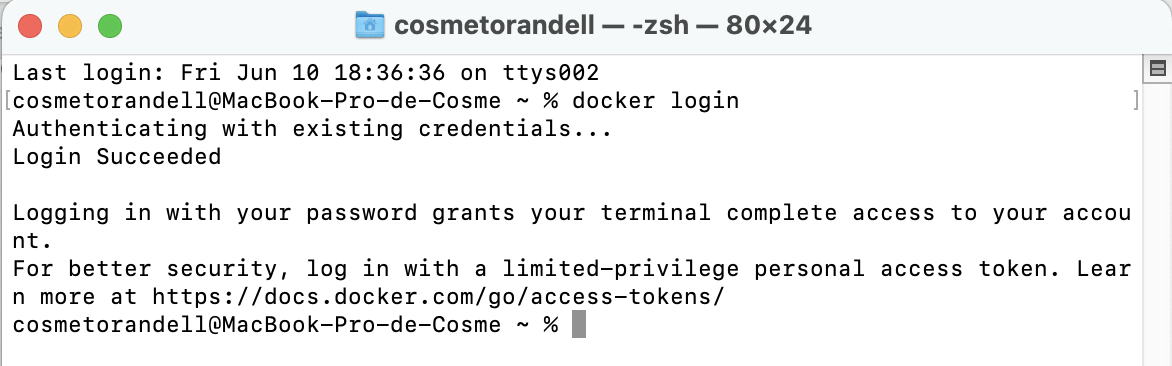 cosmetorandell — -zsh — 80×24
Last login: Fri Jun 10 18:36:36 on ttys002
[cosmetorandell@MacBook-Pro-de-Cosme ~ % docker login ]
Authenticating with existing credentials...
Login Succeeded
Logging in with your password grants your terminal complete access to your accou
nt.
For better security, log in with a limited-privilege personal access token. Lear
n more at https://docs.docker.com/go/access-tokens/
cosmetorandell@MacBook-Pro-de-Cosme ~ %